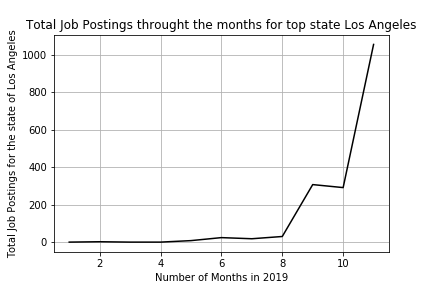 Total Job Postings throught the months for top state Los Angeles
Total Job Postings for the state of Los Angeles
1000
800
600
400
200
0
2 4 6 8 10
Number of Months in 2019